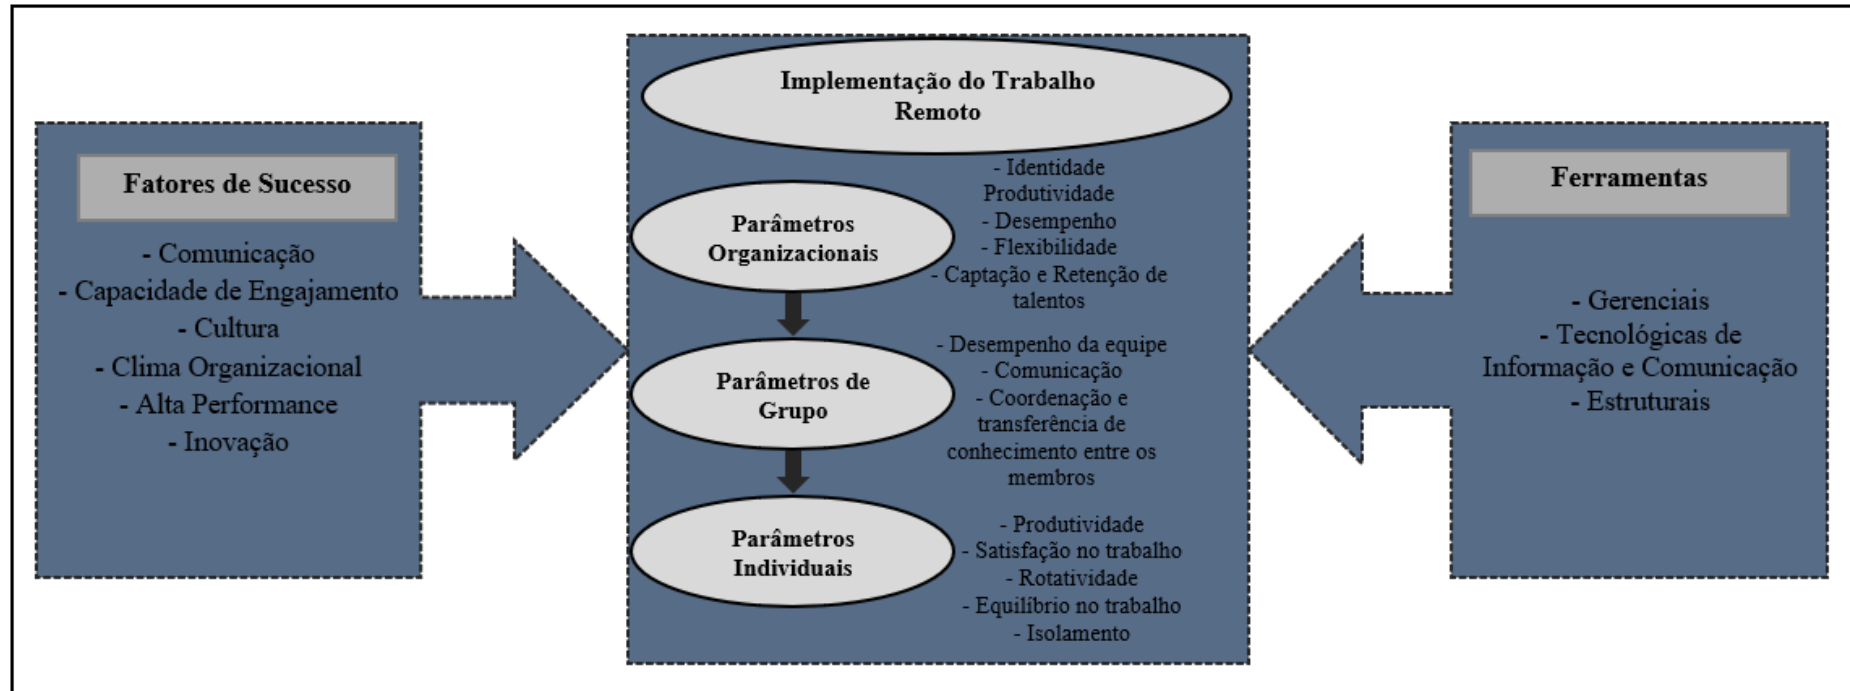 Fatores de Sucesso
- Comunicação
- Capacidade de Engajamento
- Cultura
- Clima Organizacional
- Alta Performance
- Inovação
Implementação do Trabalho
Remoto
Parâmetros
Organizacionais
- Identidade
Produtividade
- Desempenho
- Flexibilidade
- Captação e Retenção de
talentos
Parâmetros de
Grupo
- Desempenho da equipe
- Comunicação
- Coordenação e
transferência de
conhecimento entre os
membros
Parâmetros
Individuais
- Produtividade
- Satisfação no trabalho
- Rotatividade
- Equilíbrio no trabalho
- Isolamento
Ferramentas
- Gerenciais
- Tecnológicas de
Informação e Comunicação
- Estruturais